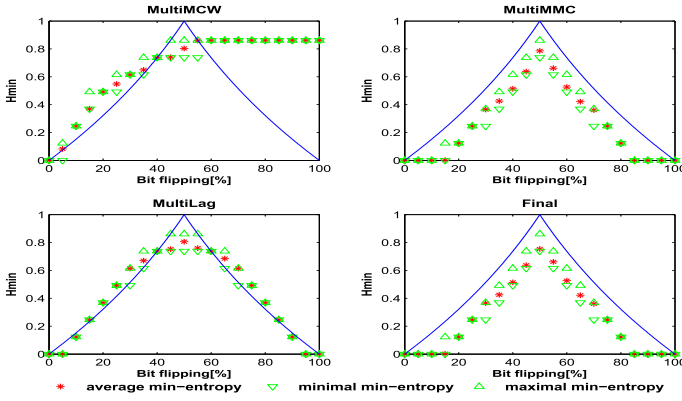 MultiMCW
MultiMMC
1
0.8
0.6
0.4
0.2
0
Hmin
0 20 40 60 80 100
Bit flipping[%]
1
0.8
0.6
0.4
0.2
0
Hmin
0 20 40 60 80 100
Bit flipping[%]
MultiLag
Final
1
0.8
0.6
0.4
0.2
0
Hmin
0 20 40 60 80 100
Bit flipping[%]
1
0.8
0.6
0.4
0.2
0
Hmin
0 20 40 60 80 100
Bit flipping[%]
average min-entropy minimal min-entropy maximal min-entropy